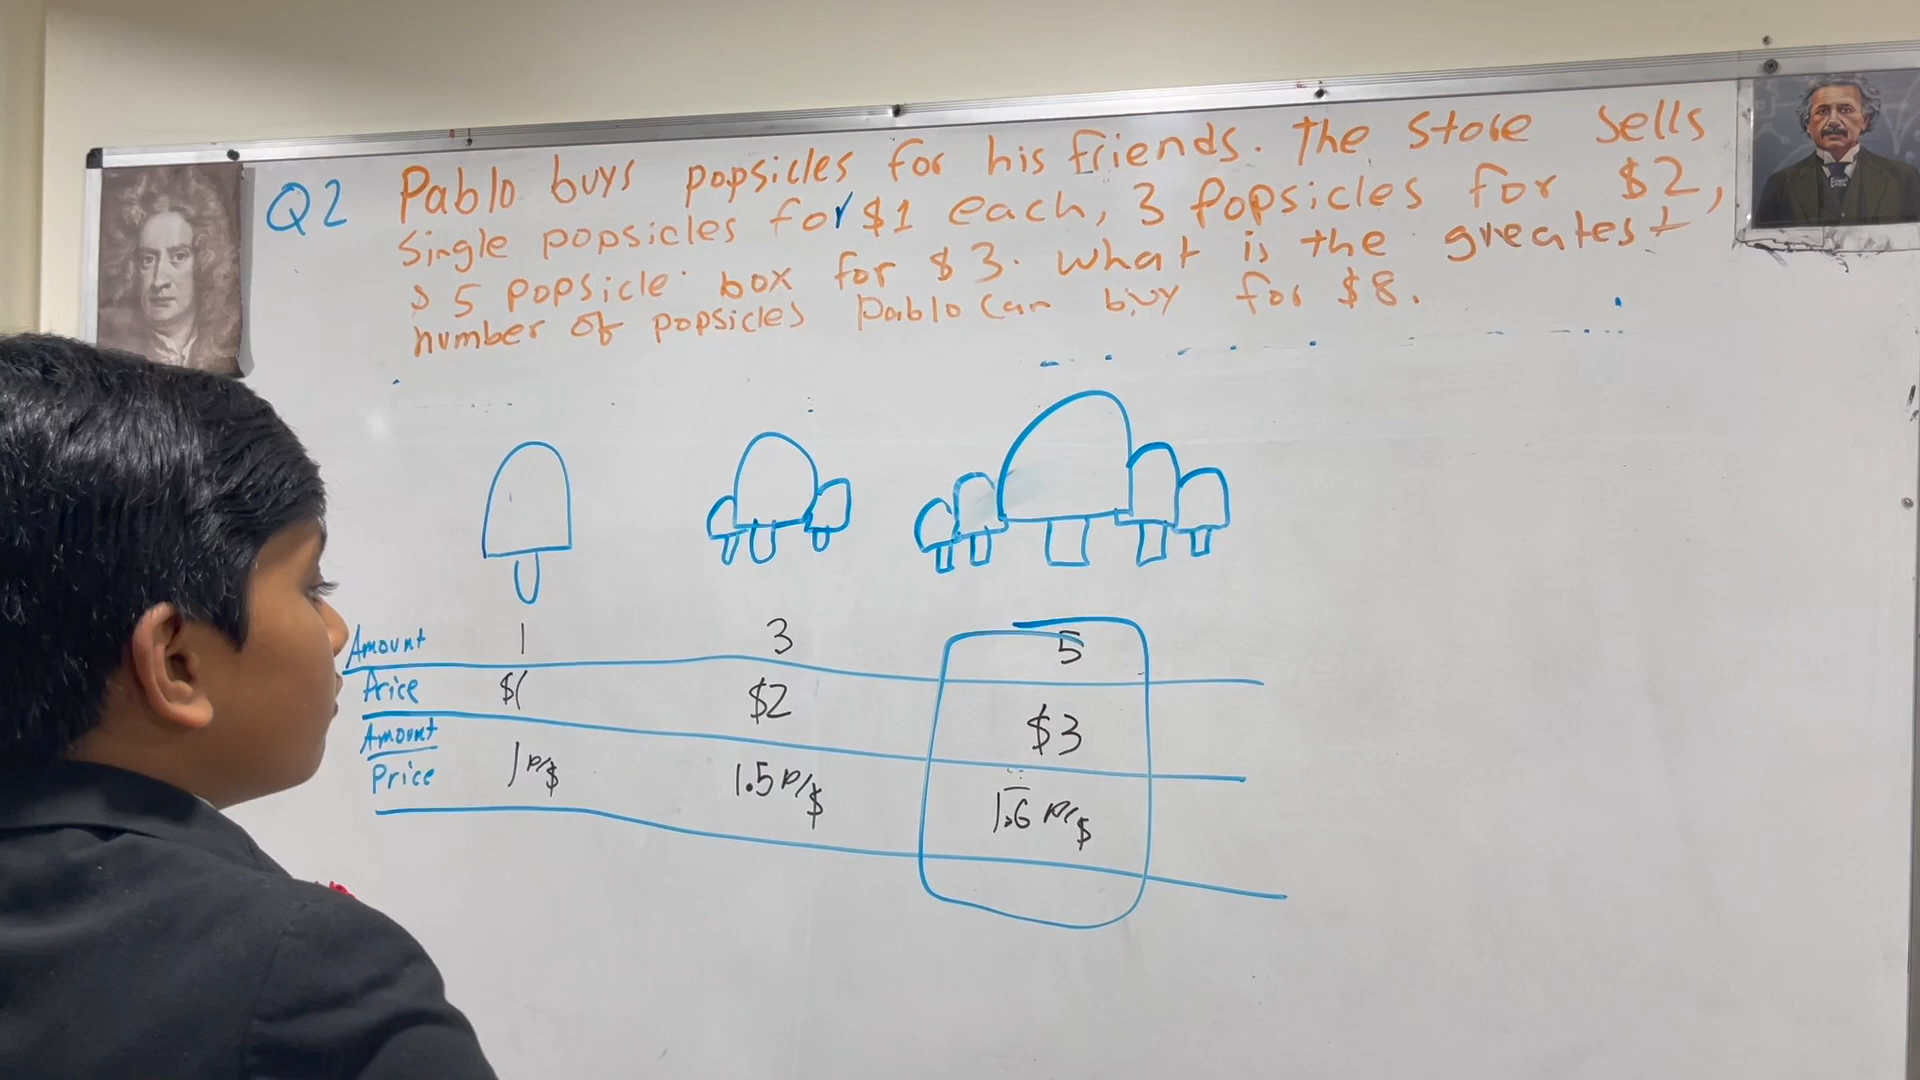 Q2 Pablo buys popsicles for his friends. The store sells
Single popsicles for $1 each, 3 Popsicles for $2,
$ 5 popsicle box for $3. What is the greatest
number of popsicles Pablo can buy for $8.
Amount 1 3 5
Price $1 $2 $3
Amount
Price 1 P/$ 1.5 P/$ 1.6̅ P/$